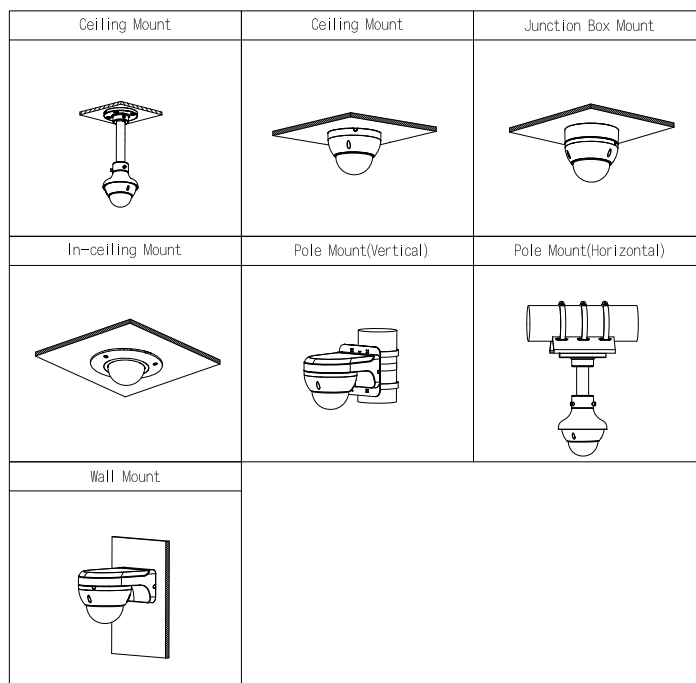 Ceiling Mount
Ceiling Mount
Junction Box Mount
In-ceiling Mount
Pole Mount(Vertical)
Pole Mount(Horizontal)
Wall Mount